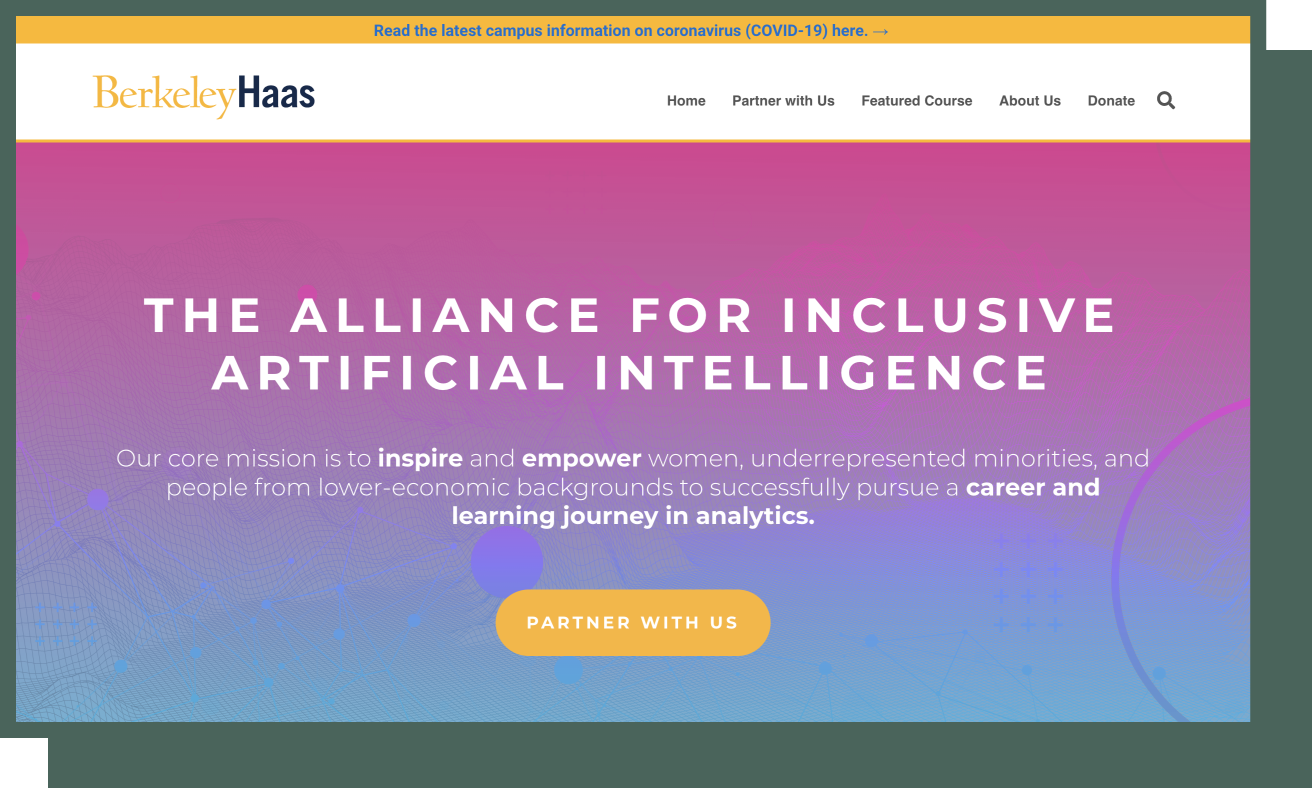 Read the latest campus information on coronavirus (COVID-19) here. →
BerkeleyHaas
Home Partner with Us Featured Course About Us Donate
THE ALLIANCE FOR INCLUSIVE
ARTIFICIAL INTELLIGENCE
Our core mission is to inspire and empower women, underrepresented minorities, and
people from lower-economic backgrounds to successfully pursue a career and
learning journey in analytics.
PARTNER WITH US